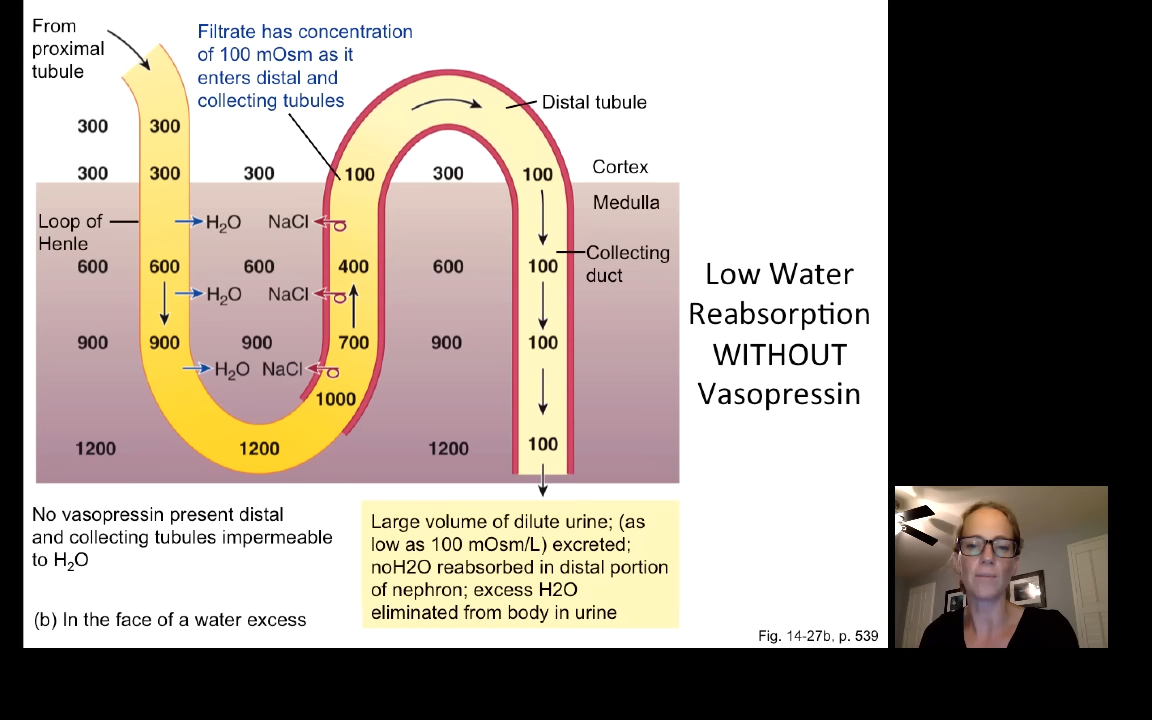 From
proximal
tubule
Filtrate has concentration
of 100 mOsm as it
enters distal and
collecting tubules
Distal tubule
300 300
300 300 300 100 300 100
Cortex
Medulla
Loop of
Henle
H₂O NaCl
Collecting
duct
600 600 600 400 600 100
H₂O NaCl
900 900 900 700 900 100
H₂O NaCl
1000
1200 1200 1200 100
Low Water
Reabsorption
WITHOUT
Vasopressin
No vasopressin present distal
and collecting tubules impermeable
to H₂O
Large volume of dilute urine; (as
low as 100 mOsm/L) excreted;
noH2O reabsorbed in distal portion
of nephron; excess H2O
eliminated from body in urine
(b) In the face of a water excess
Fig. 14-27b, p. 539